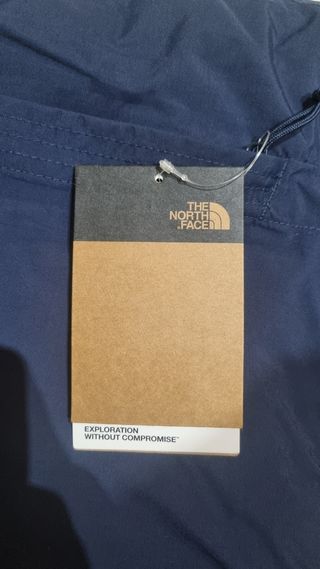 THE
NORTH
FACE
EXPLORATION
WITHOUT COMPROMISE™